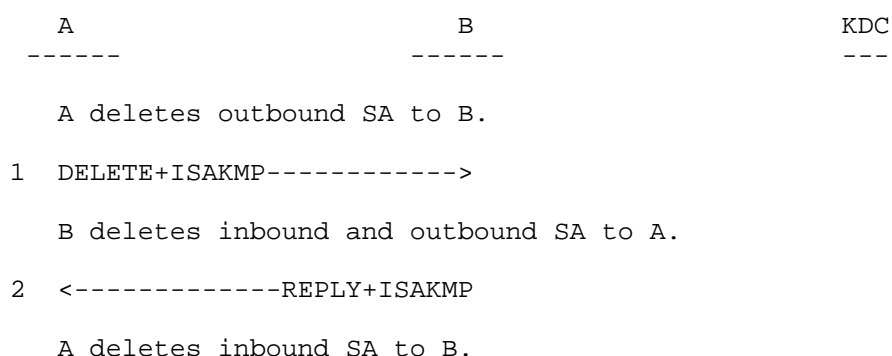 A B KDC
------ ------ ---
A deletes outbound SA to B.
1 DELETE+ISAKMP------------>
B deletes inbound and outbound SA to A.
2 <-------------REPLY+ISAKMP
A deletes inbound SA to B.